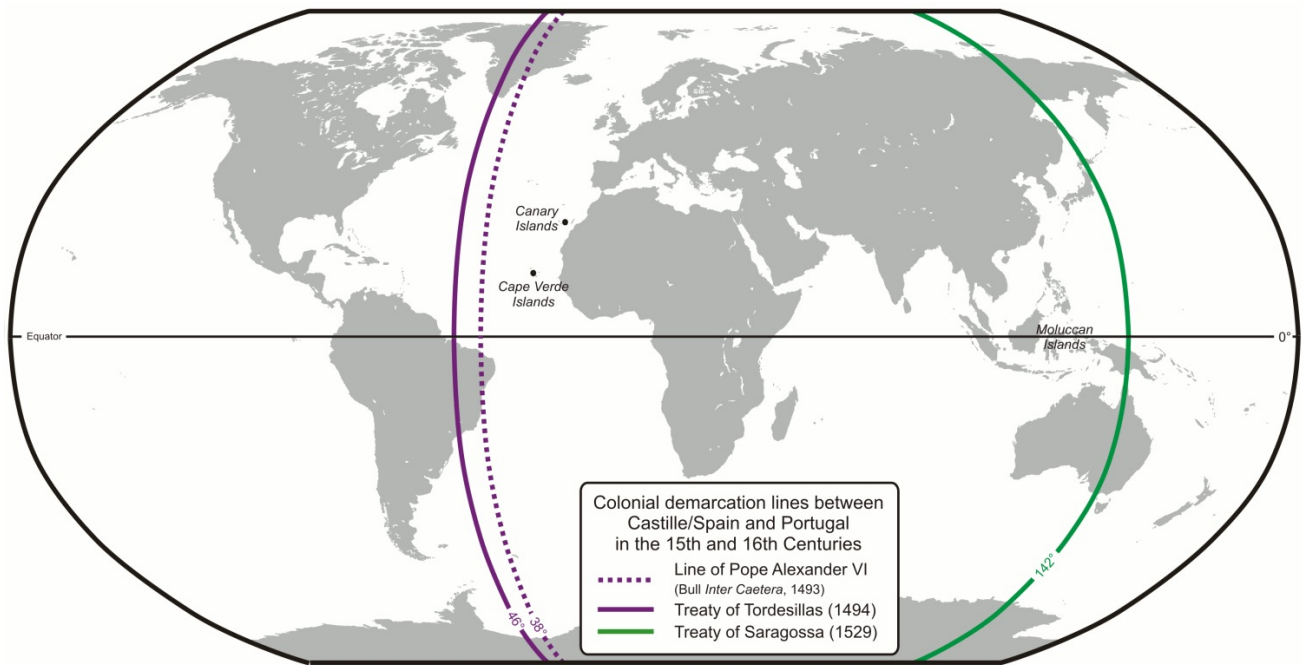 Canary
Islands
Cape Verde
Islands
Equator
Moluccan
Islands
0°
Colonial demarcation lines between
Castille/Spain and Portugal
in the 15th and 16th Centuries
Line of Pope Alexander VI
(Bull Inter Caetera, 1493)
Treaty of Tordesillas (1494)
Treaty of Saragossa (1529)
46°
38°
142°